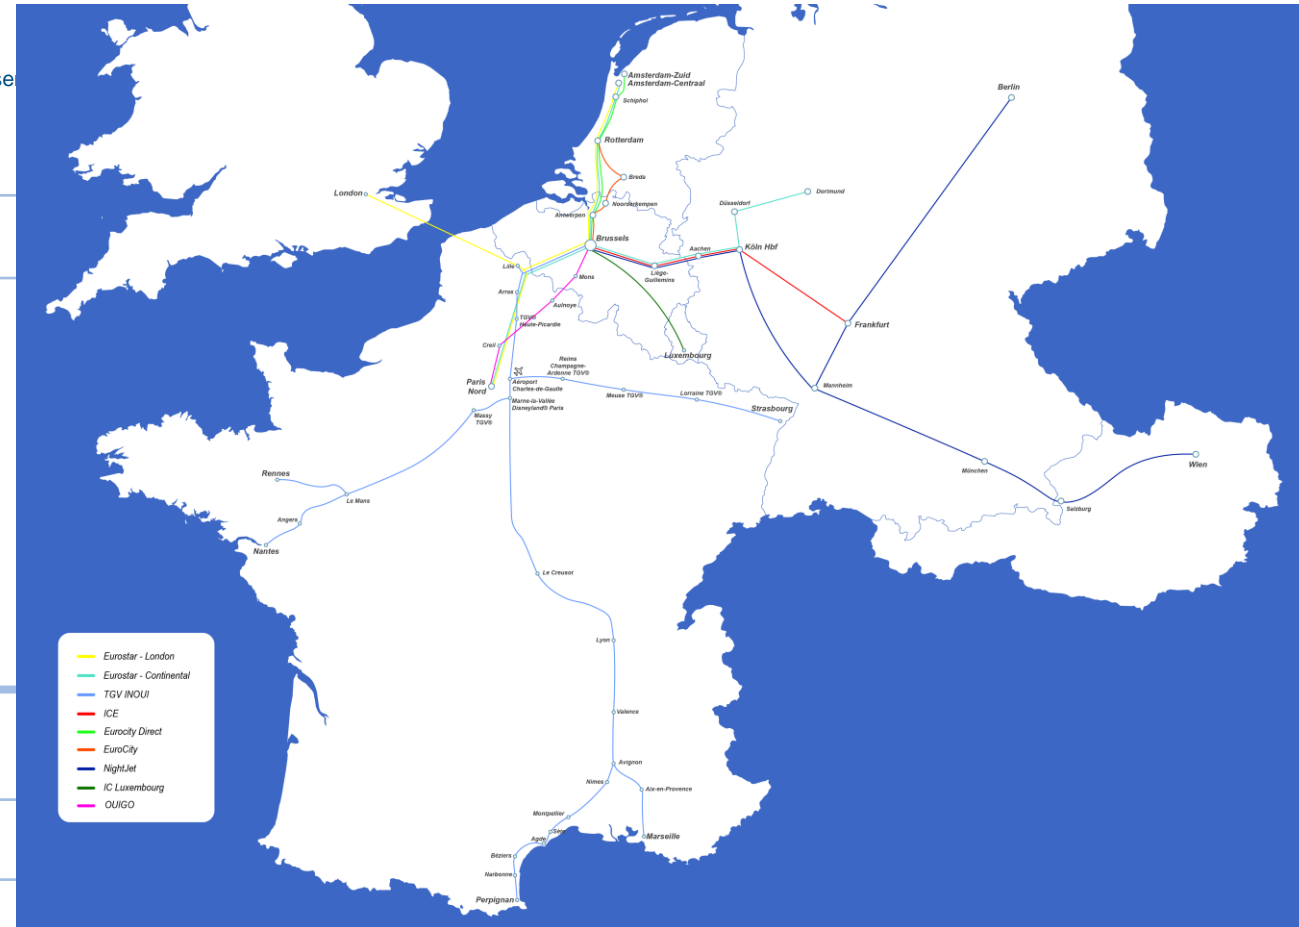 Berlin
Amsterdam-Zuid
Amsterdam-Centraal
Schiphol
Rotterdam
Breda
Dortmund
London
Düsseldorf
Noorderkempen
Antwerpen
Brussels
Aachen
Köln Hbf
Lille
Liège-
Guillemins
Mons
Arras
Aulnoye
TGV®
Haute-Picardie
Frankfurt
Creil
Luxembourg
Reims
Champagne-
Ardenne TGV®
Paris
Nord
Aéroport
Charles-de-Gaulle
Mannheim
Meuse TGV®
Lorraine TGV®
Marne-la-Vallée
Disneyland® Paris
Strasbourg
Massy
TGV®
Wien
München
Rennes
Le Mans
Salzburg
Angers
Nantes
Le Creusot
Lyon
Valence
Avignon
Nimes
Aix-en-Provence
Montpellier
Sète
Agde
Marseille
Béziers
Narbonne
Perpignan
Eurostar - London
Eurostar - Continental
TGV INOUI
ICE
Eurocity Direct
EuroCity
NightJet
IC Luxembourg
OUIGO